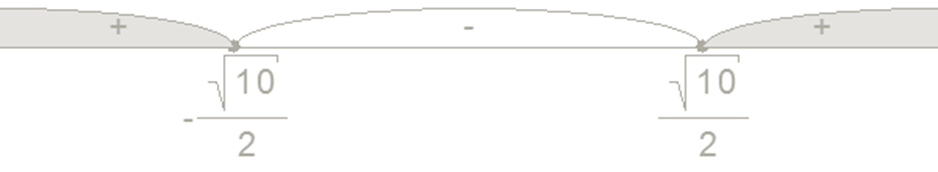 + - +
√10 √10
- 
2 2